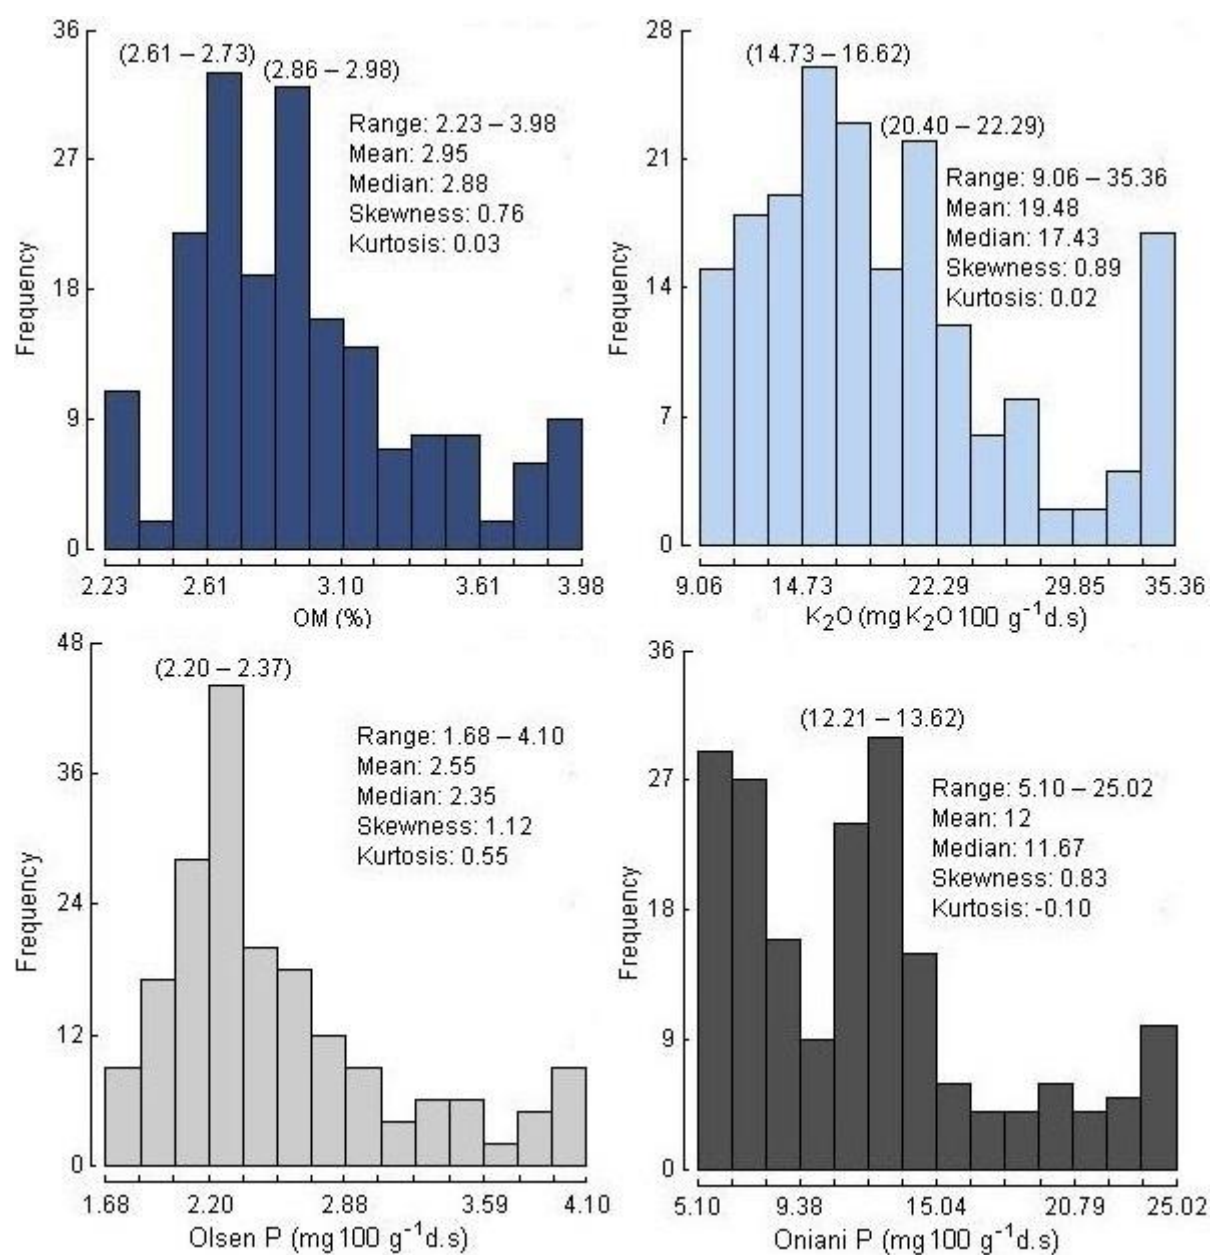 36
27
18
9
0
Frequency
(2.61 – 2.73)
(2.86 – 2.98)
Range: 2.23 – 3.98
Mean: 2.95
Median: 2.88
Skewness: 0.76
Kurtosis: 0.03
2.23 2.61 3.10 3.61 3.98
OM (%)
28
21
14
7
0
Frequency
(14.73 – 16.62)
(20.40 – 22.29)
Range: 9.06 – 35.36
Mean: 19.48
Median: 17.43
Skewness: 0.89
Kurtosis: 0.02
9.06 14.73 22.29 29.85 35.36
K₂O (mg K₂O 100 g⁻¹d.s)
48
36
24
12
0
Frequency
(2.20 – 2.37)
Range: 1.68 – 4.10
Mean: 2.55
Median: 2.35
Skewness: 1.12
Kurtosis: 0.55
1.68 2.20 2.88 3.59 4.10
Olsen P (mg100 g⁻¹d.s)
36
27
18
9
0
Frequency
(12.21 – 13.62)
Range: 5.10 – 25.02
Mean: 12
Median: 11.67
Skewness: 0.83
Kurtosis: -0.10
5.10 9.38 15.04 20.79 25.02
Oniani P (mg100 g⁻¹d.s)